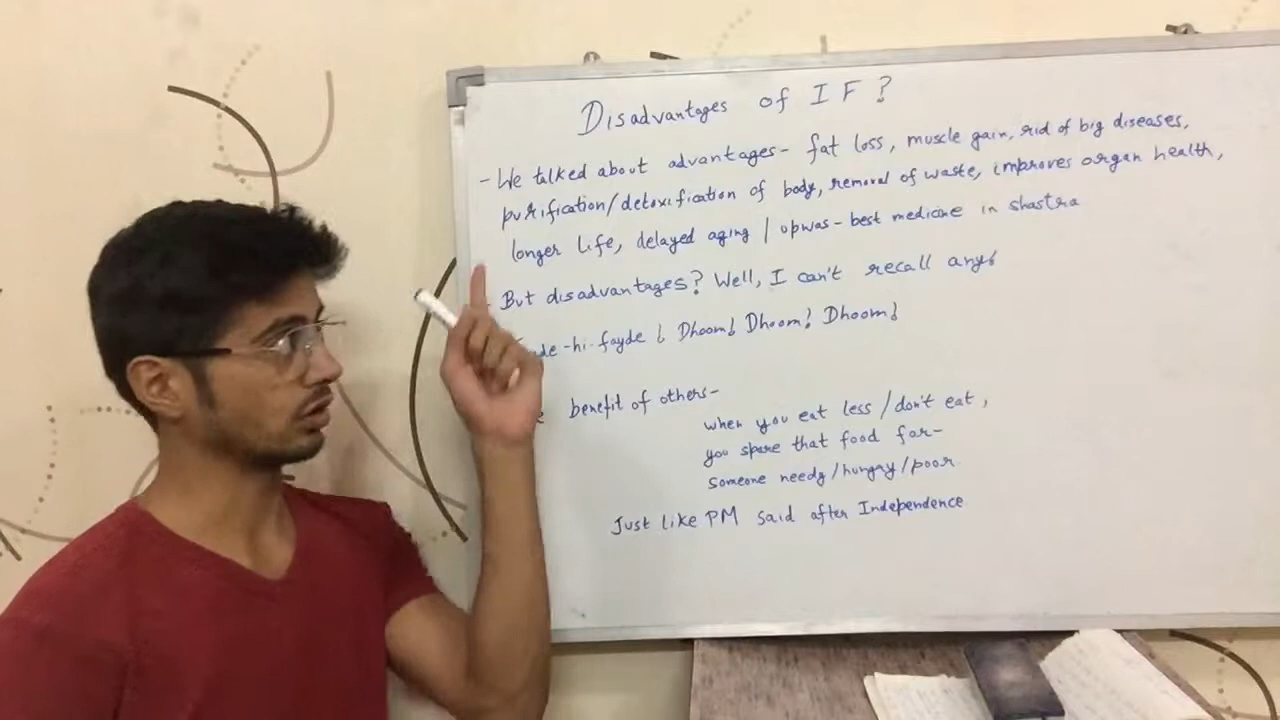 Disadvantages of IF?
- We talked about advantages - fat loss, muscle gain, rid of big diseases,
purification/detoxification of body, removal of waste, improves organ health,
longer life, delayed aging / opwas - best medicine in shastra
But disadvantages? Well, I can't recall any!
-hi-fayde! Dhoom! Dhoom! Dhoom!
benefit of others-
when you eat less / don't eat,
you spare that food for-
someone needy/hungry/poor
Just like PM said after Independence